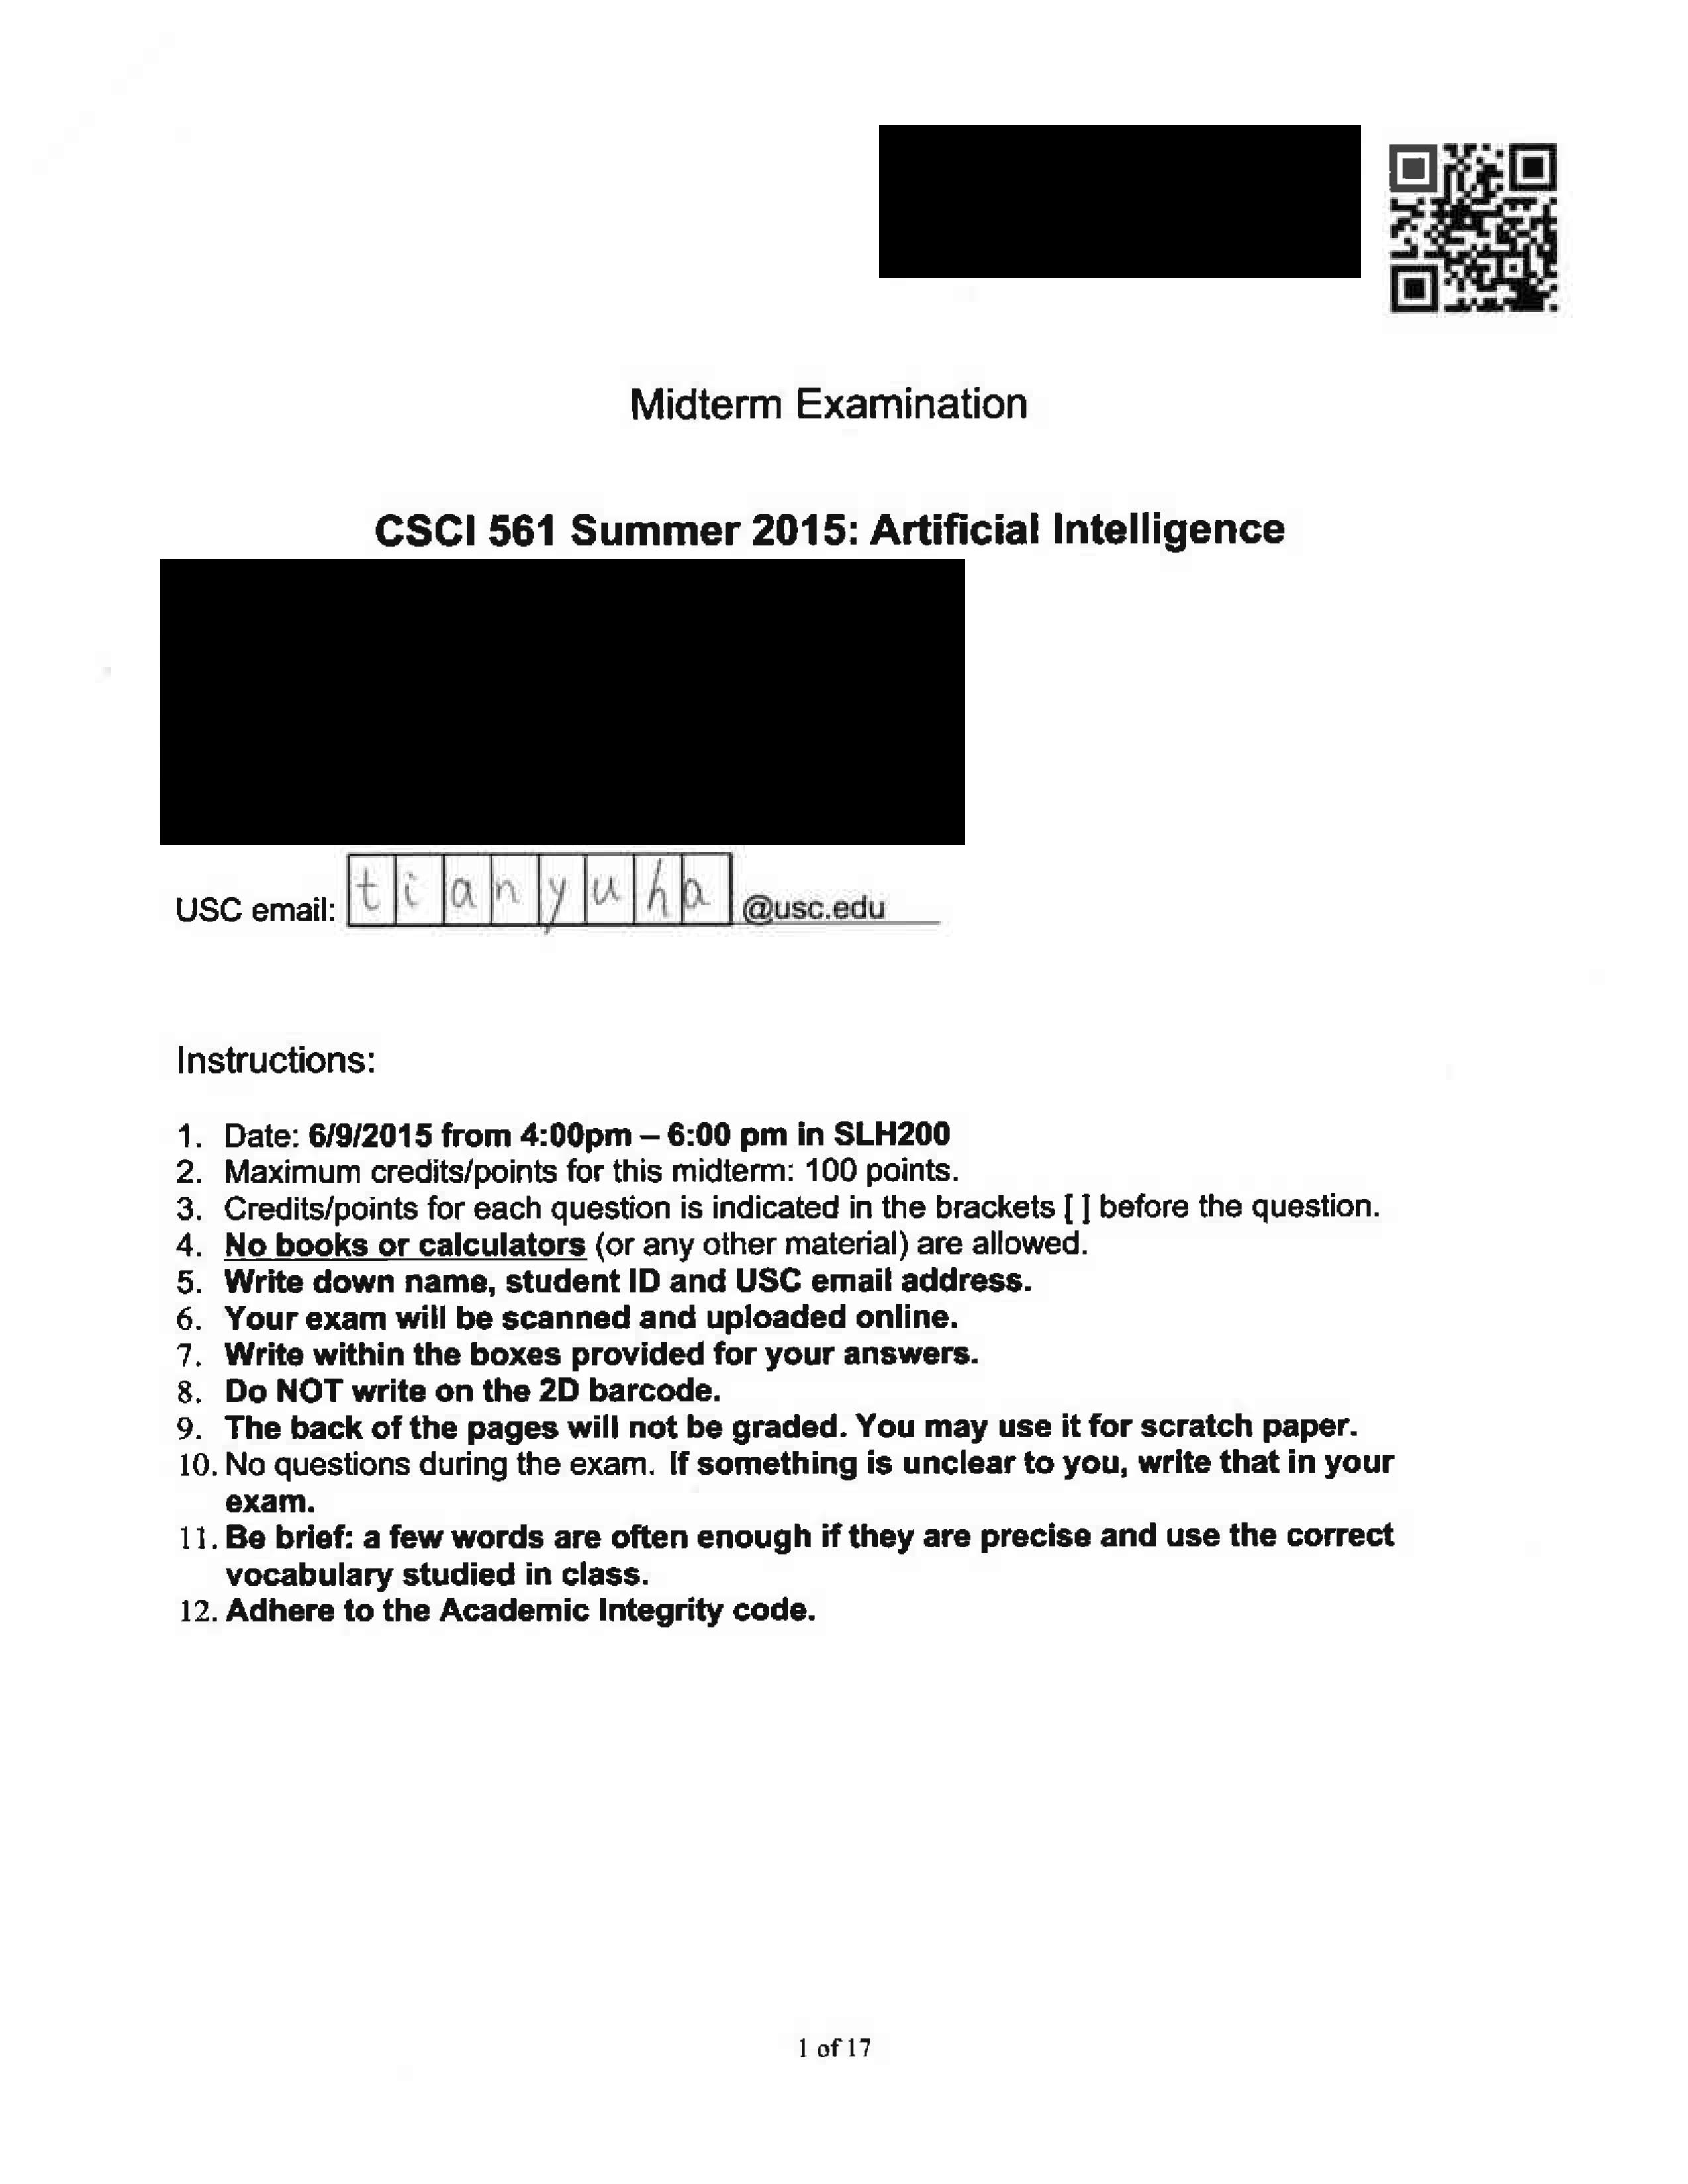 Midterm Examination
CSCI 561 Summer 2015: Artificial Intelligence
USC email: tianyuha @usc.edu
Instructions:
1. Date: 6/9/2015 from 4:00pm – 6:00 pm in SLH200
2. Maximum credits/points for this midterm: 100 points.
3. Credits/points for each question is indicated in the brackets [ ] before the question.
4. No books or calculators (or any other material) are allowed.
5. Write down name, student ID and USC email address.
6. Your exam will be scanned and uploaded online.
7. Write within the boxes provided for your answers.
8. Do NOT write on the 2D barcode.
9. The back of the pages will not be graded. You may use it for scratch paper.
10. No questions during the exam. If something is unclear to you, write that in your
exam.
11. Be brief: a few words are often enough if they are precise and use the correct
vocabulary studied in class.
12. Adhere to the Academic Integrity code.
1 of 17